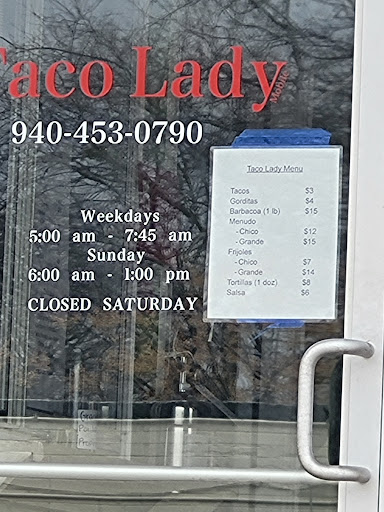 Taco Lady
Mobile
940-453-0790
Weekdays
5:00 am - 7:45 am
Sunday
6:00 am - 1:00 pm
CLOSED SATURDAY
Taco Lady Menu
Tacos $3
Gorditas $4
Barbacoa (1 lb) $15
Menudo
-Chico $12
-Grande $15
Frijoles
-Chico $7
-Grande $14
Tortillas (1 doz) $8
Salsa $6